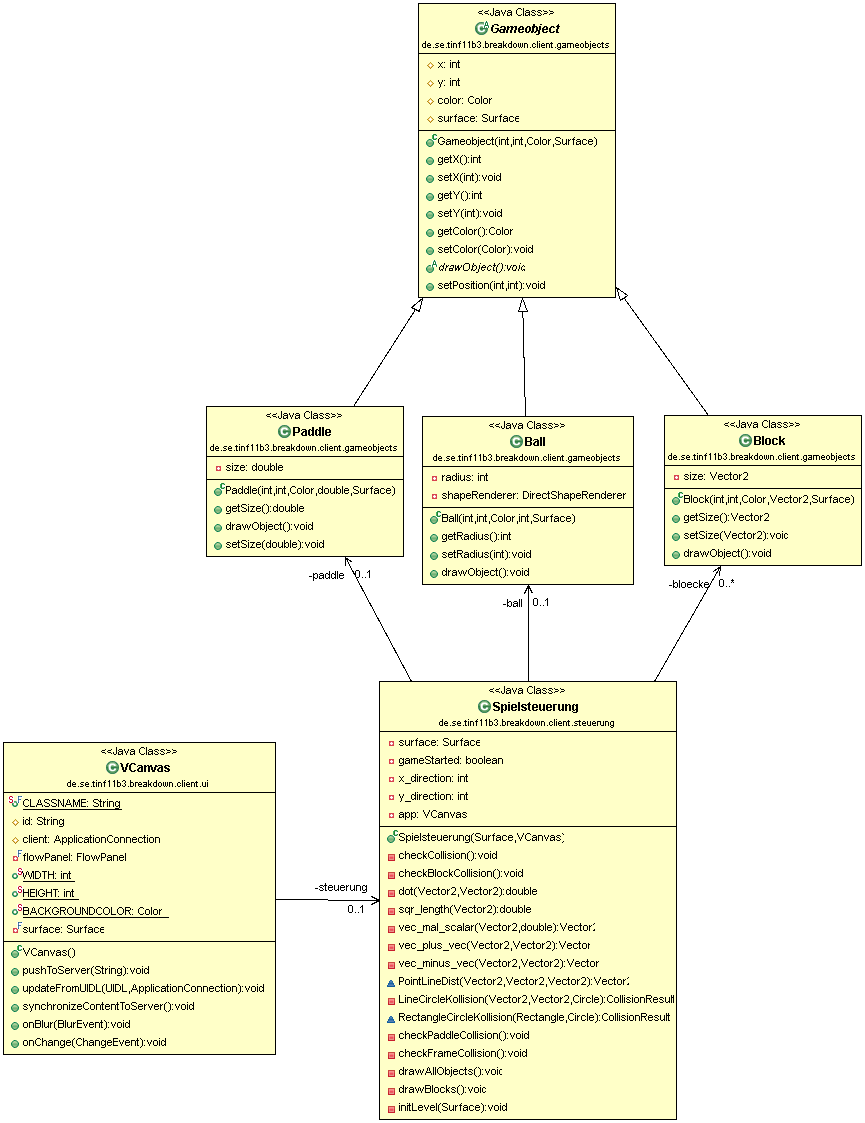 <<Java Class>>
Gameobject
de.se.tinf11b3.breakdown.client.gameobjects
x: int
y: int
color: Color
surface: Surface
Gameobject(int,int,Color,Surface)
getX():int
setX(int):void
getY():int
setY(int):void
getColor():Color
setColor(Color):void
drawObject():void
setPosition(int,int):void
<<Java Class>>
Paddle
de.se.tinf11b3.breakdown.client.gameobjects
size: double
Paddle(int,int,Color,double,Surface)
getSize():double
drawObject():void
setSize(double):void
<<Java Class>>
Ball
de.se.tinf11b3.breakdown.client.gameobjects
radius: int
shapeRenderer: DirectShapeRenderer
Ball(int,int,Color,int,Surface)
getRadius():int
setRadius(int):void
drawObject():void
<<Java Class>>
Block
de.se.tinf11b3.breakdown.client.gameobjects
size: Vector2
Block(int,int,Color,Vector2,Surface)
getSize():Vector2
setSize(Vector2):void
drawObject():void
-paddle 0..1
-ball 0..1
-bloecke 0..*
<<Java Class>>
Spielsteuerung
de.se.tinf11b3.breakdown.client.steuerung
surface: Surface
gameStarted: boolean
x_direction: int
y_direction: int
app: VCanvas
Spielsteuerung(Surface,VCanvas)
checkCollision():void
checkBlockCollision():void
dot(Vector2,Vector2):double
sqr_length(Vector2):double
vec_mal_scalar(Vector2,double):Vector2
vec_plus_vec(Vector2,Vector2):Vector
vec_minus_vec(Vector2,Vector2):Vector
PointLineDist(Vector2,Vector2,Vector2):Vector2
LineCircleKollision(Vector2,Vector2,Circle):CollisionResult
RectangleCircleKollision(Rectangle,Circle):CollisionResult
checkPaddleCollision():void
checkFrameCollision():void
drawAllObjects():void
drawBlocks():void
initLevel(Surface):void
<<Java Class>>
VCanvas
de.se.tinf11b3.breakdown.client.ui
CLASSNAME: String
id: String
client: ApplicationConnection
flowPanel: FlowPanel
WIDTH: int
HEIGHT: int
BACKGROUNDCOLOR: Color
surface: Surface
VCanvas()
pushToServer(String):void
updateFromUIDL(UIDL,ApplicationConnection):void
synchronizeContentToServer():void
onBlur(BlurEvent):void
onChange(ChangeEvent):void
-steuerung
0..1